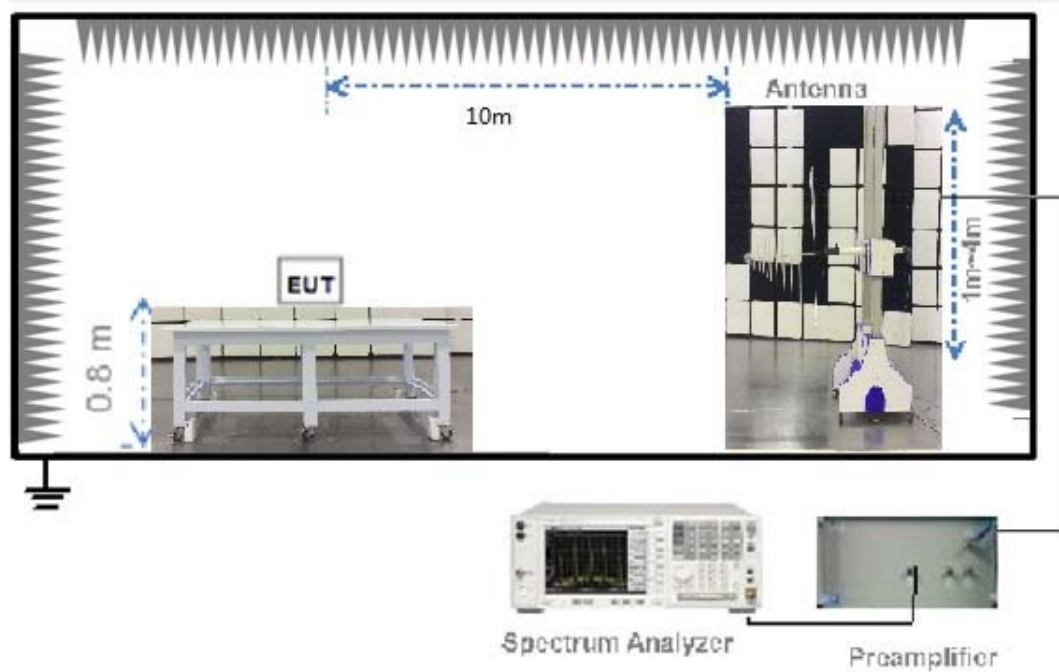 Antenna
10m
1m~4m
EUT
0.8 m
Spectrum Analyzer
Preamplifier